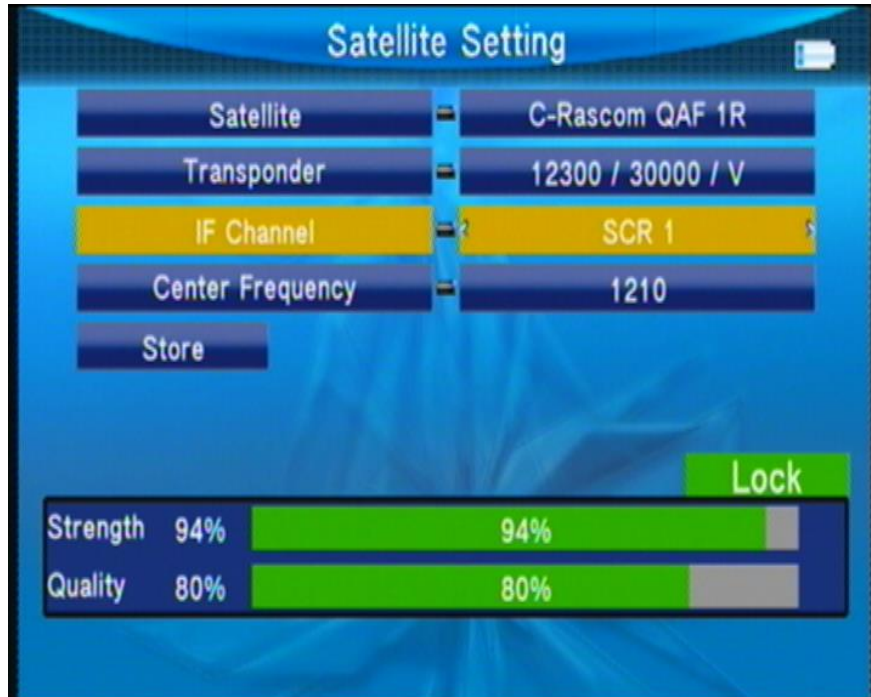 Satellite Setting
Satellite C-Rascom QAF 1R
Transponder 12300 / 30000 / V
IF Channel SCR 1
Center Frequency 1210
Store
Lock
Strength 94% 94%
Quality 80% 80%